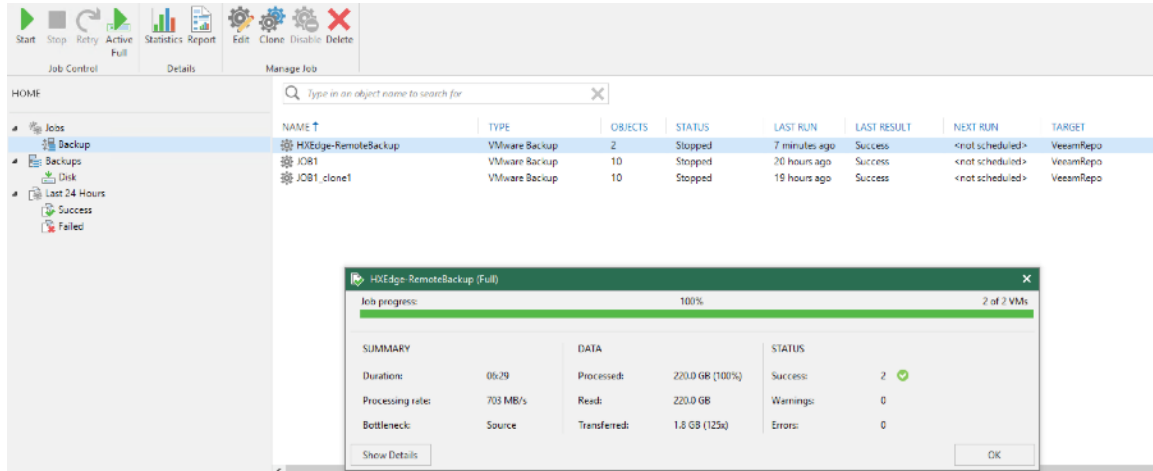 Start Stop Retry Active Full Statistics Report Edit Clone Disable Delete
Job Control Details Manage Job
HOME
Type in an object name to search for
Jobs
Backup
Backups
Disk
Last 24 Hours
Success
Failed
NAME TYPE OBJECTS STATUS LAST RUN LAST RESULT NEXT RUN TARGET
HXEdge-RemoteBackup VMware Backup 2 Stopped 7 minutes ago Success <not scheduled> VeeamRepo
JOB1 VMware Backup 10 Stopped 20 hours ago Success <not scheduled> VeeamRepo
JOB1_clone1 VMware Backup 10 Stopped 19 hours ago Success <not scheduled> VeeamRepo
HXEdge-RemoteBackup (Full)
Job progress: 100% 2 of 2 VMs
SUMMARY DATA STATUS
Duration: 06:29 Processed: 220.0 GB (100%) Success: 2
Processing rate: 703 MB/s Read: 220.0 GB Warnings: 0
Bottleneck: Source Transferred: 1.8 GB (125x) Errors: 0
Show Details OK